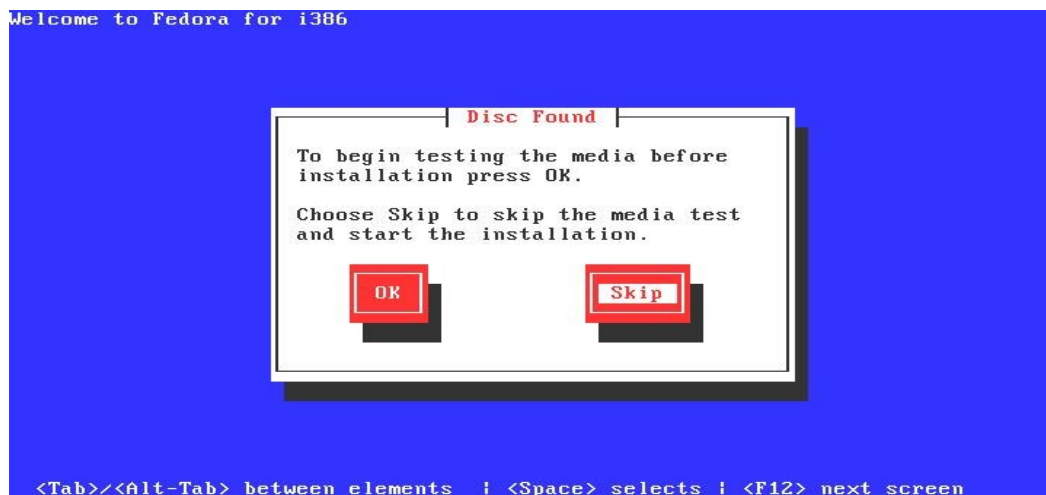 Welcome to Fedora for i386
Disc Found
To begin testing the media before
installation press OK.
Choose Skip to skip the media test
and start the installation.
OK Skip
<Tab>/<Alt-Tab> between elements | <Space> selects | <F12> next screen